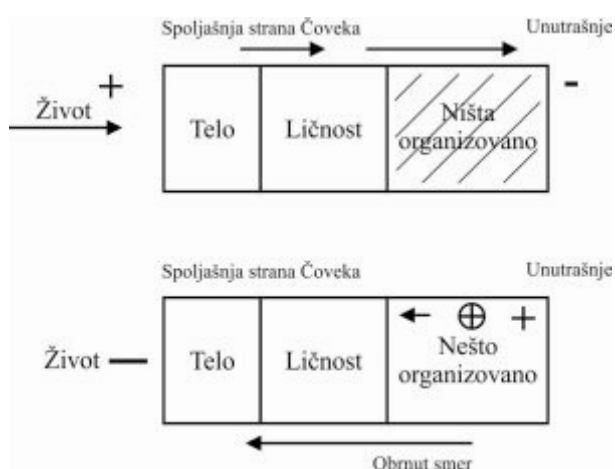 Spoljašnja strana Čoveka Unutrašnje
+ -
Život Telo Ličnost Ništa
organizovano
Spoljašnja strana Čoveka Unutrašnje
+
Život — Telo Ličnost Nešto
organizovano
Obrnut smer